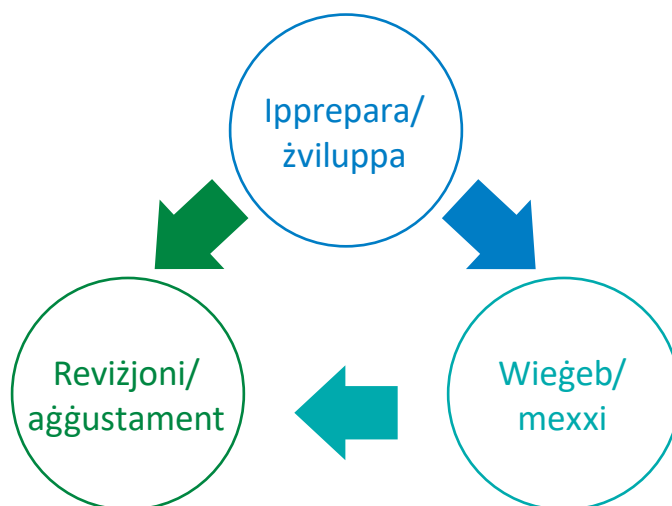 Ipprepara/
żviluppa
Reviżjoni/
aġġustament
Wieġeb/
mexxi